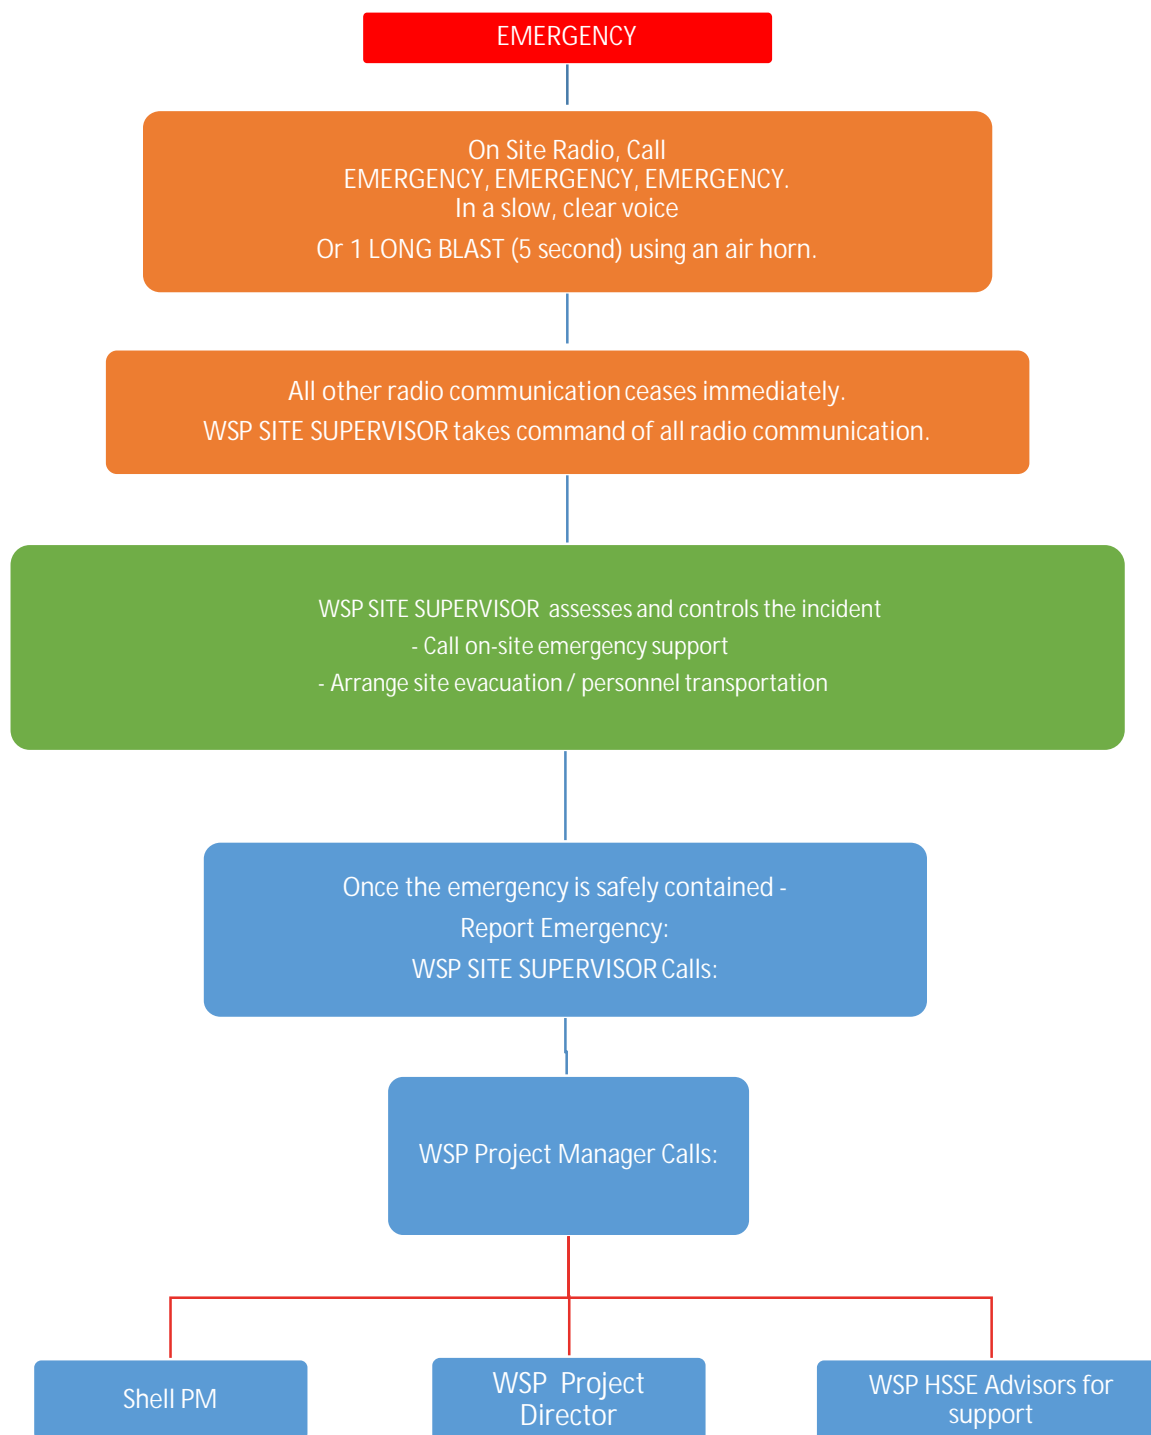 EMERGENCY
On Site Radio, Call
EMERGENCY, EMERGENCY, EMERGENCY.
In a slow, clear voice
Or 1 LONG BLAST (5 second) using an air horn.
All other radio communication ceases immediately.
WSP SITE SUPERVISOR takes command of all radio communication.
WSP SITE SUPERVISOR assesses and controls the incident
- Call on-site emergency support
- Arrange site evacuation / personnel transportation
Once the emergency is safely contained -
Report Emergency:
WSP SITE SUPERVISOR Calls:
WSP Project Manager Calls:
Shell PM
WSP Project
Director
WSP HSSE Advisors for
support